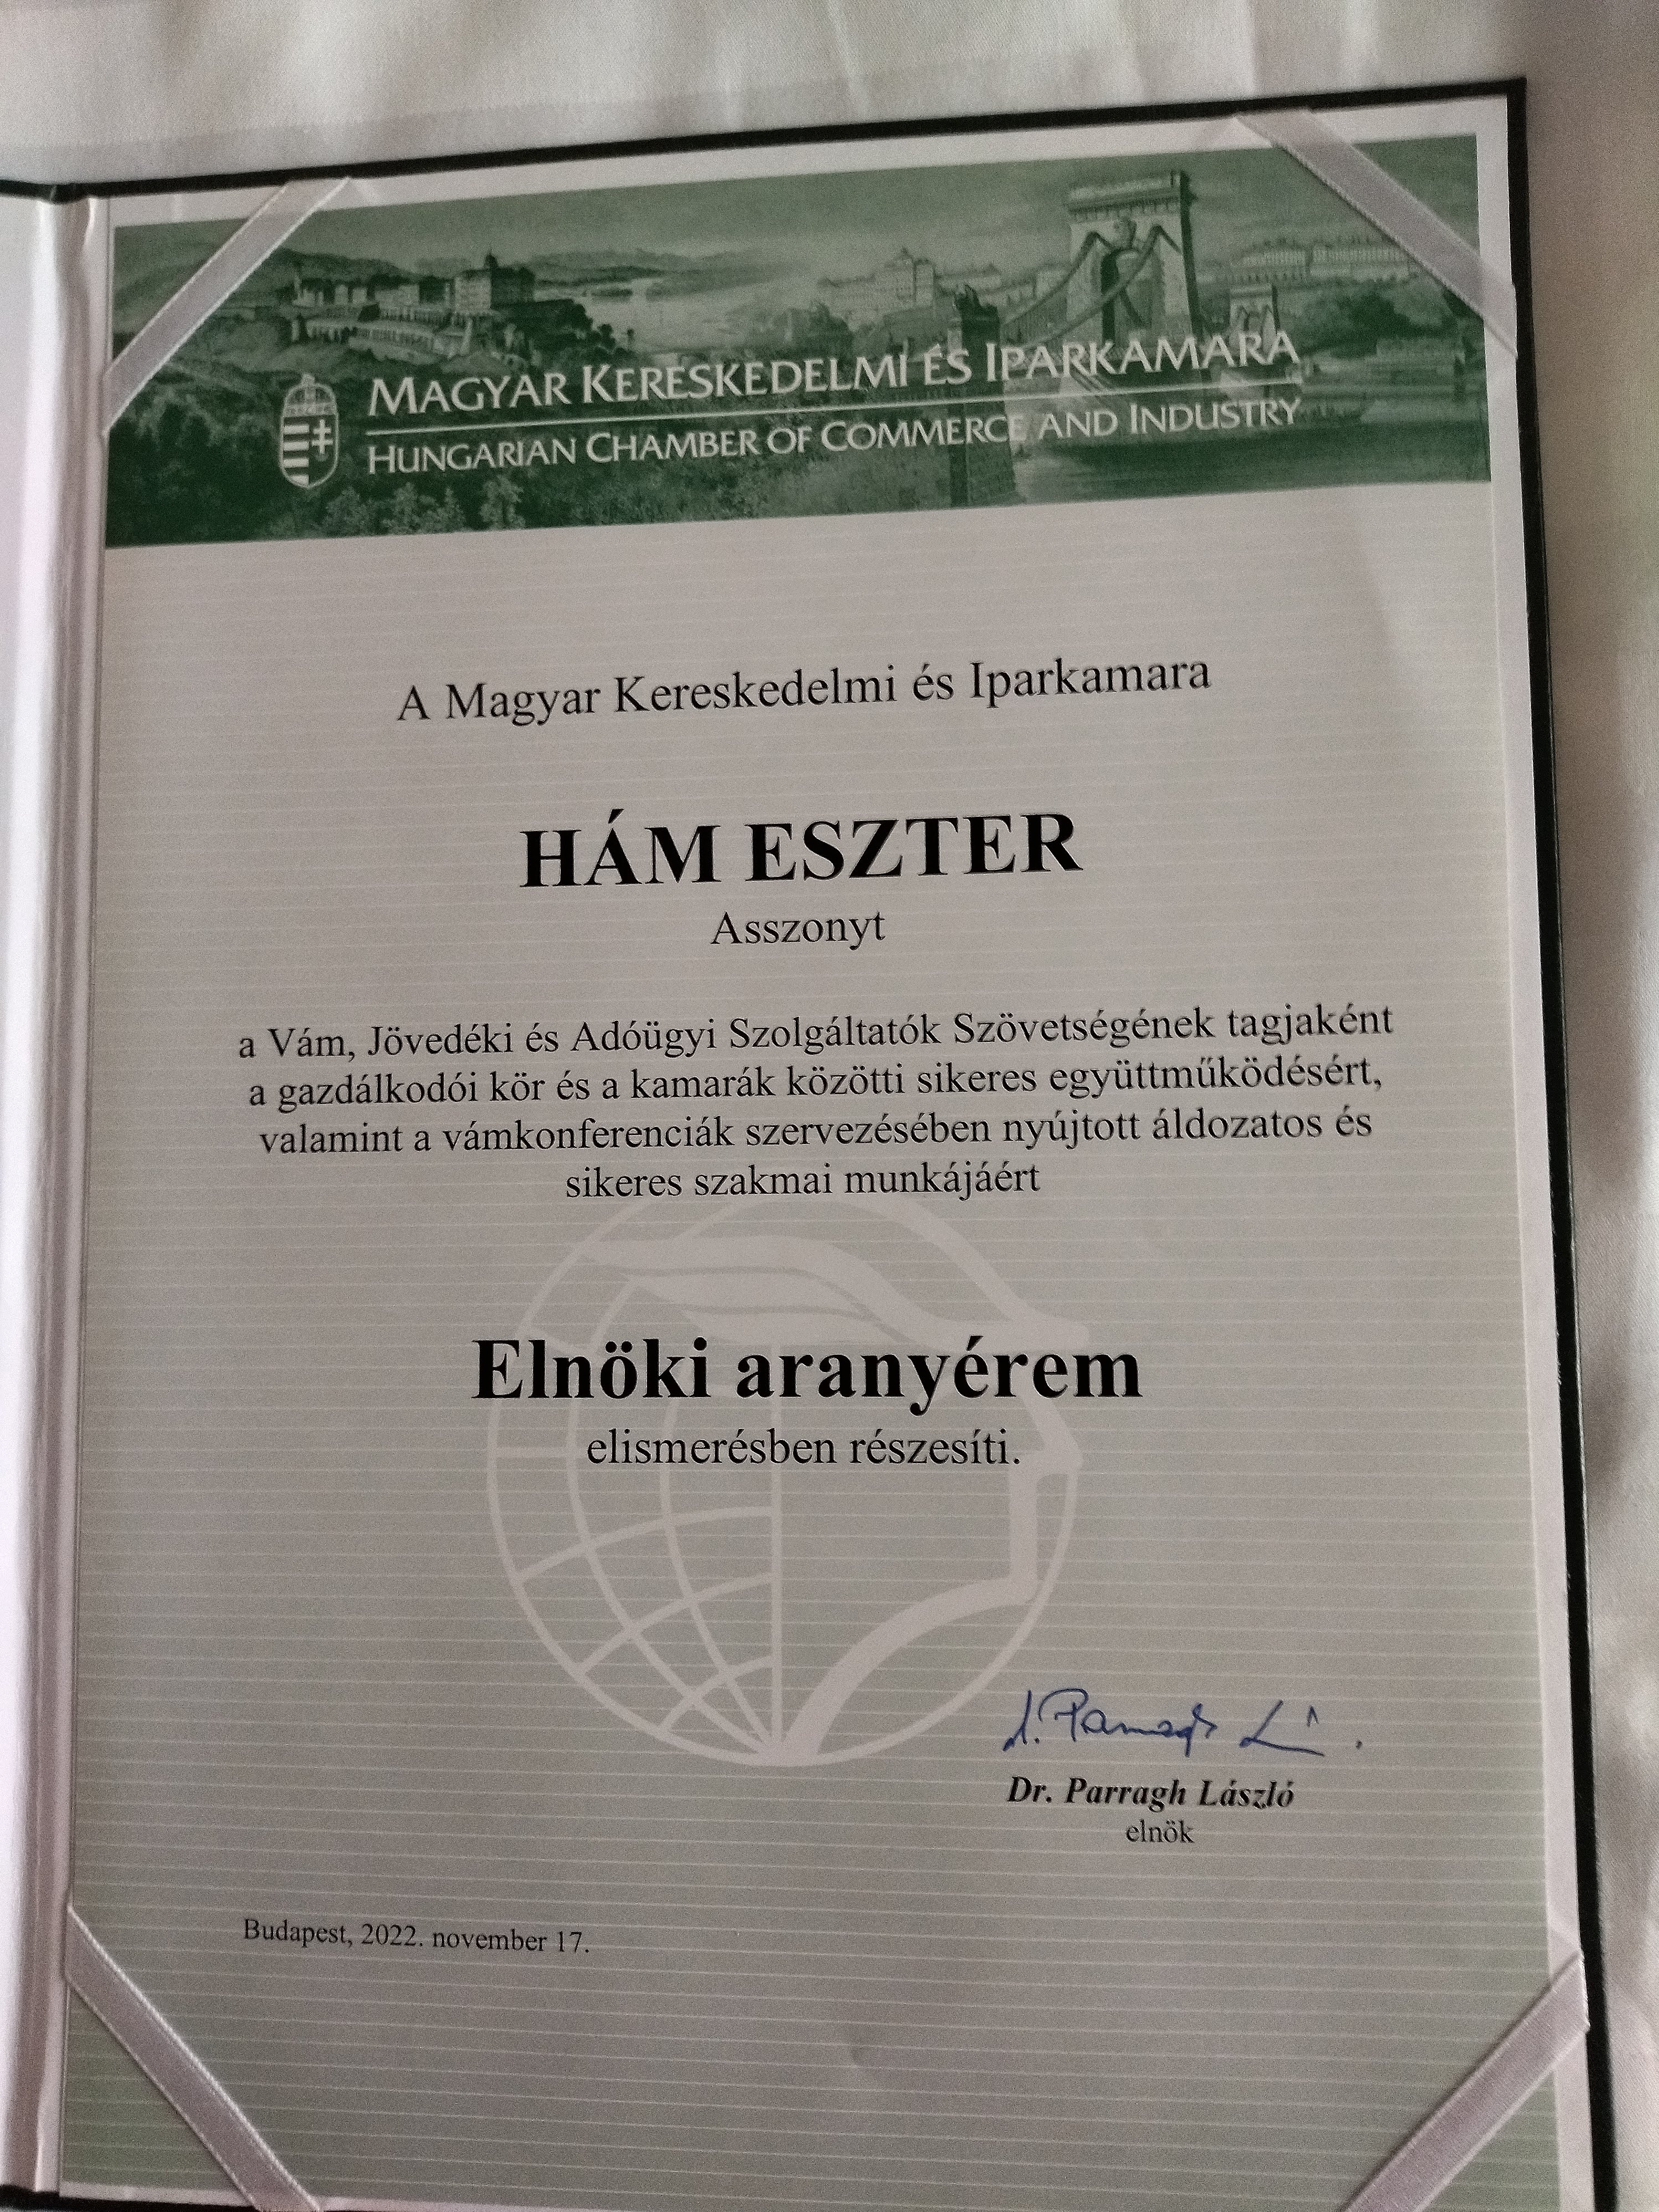 MAGYAR KERESKEDELMI ÉS IPARKAMARA
HUNGARIAN CHAMBER OF COMMERCE AND INDUSTRY
A Magyar Kereskedelmi és Iparkamara
HÁM ESZTER
Asszonyt
a Vám, Jövedéki és Adóügyi Szolgáltatók Szövetségének tagjaként
a gazdálkodói kör és a kamarák közötti sikeres együttműködésért,
valamint a vámkonferenciák szervezésében nyújtott áldozatos és
sikeres szakmai munkájáért
Elnöki aranyérem
elismerésben részesíti.
Dr. Parragh László
elnök
Budapest, 2022. november 17.